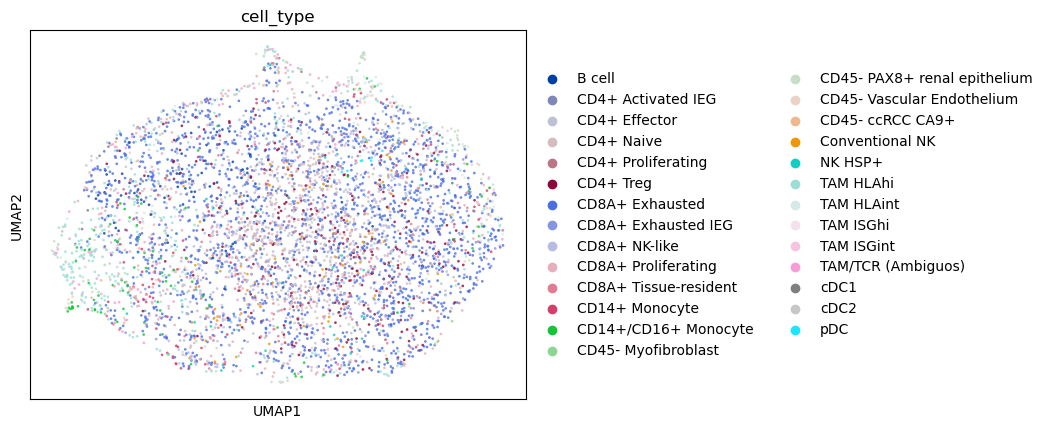 cell_type
UMAP2
UMAP1
B cell
CD4+ Activated IEG
CD4+ Effector
CD4+ Naive
CD4+ Proliferating
CD4+ Treg
CD8A+ Exhausted
CD8A+ Exhausted IEG
CD8A+ NK-like
CD8A+ Proliferating
CD8A+ Tissue-resident
CD14+ Monocyte
CD14+/CD16+ Monocyte
CD45- Myofibroblast
CD45- PAX8+ renal epithelium
CD45- Vascular Endothelium
CD45- ccRCC CA9+
Conventional NK
NK HSP+
TAM HLAhi
TAM HLAint
TAM ISGhi
TAM ISGint
TAM/TCR (Ambiguos)
cDC1
cDC2
pDC